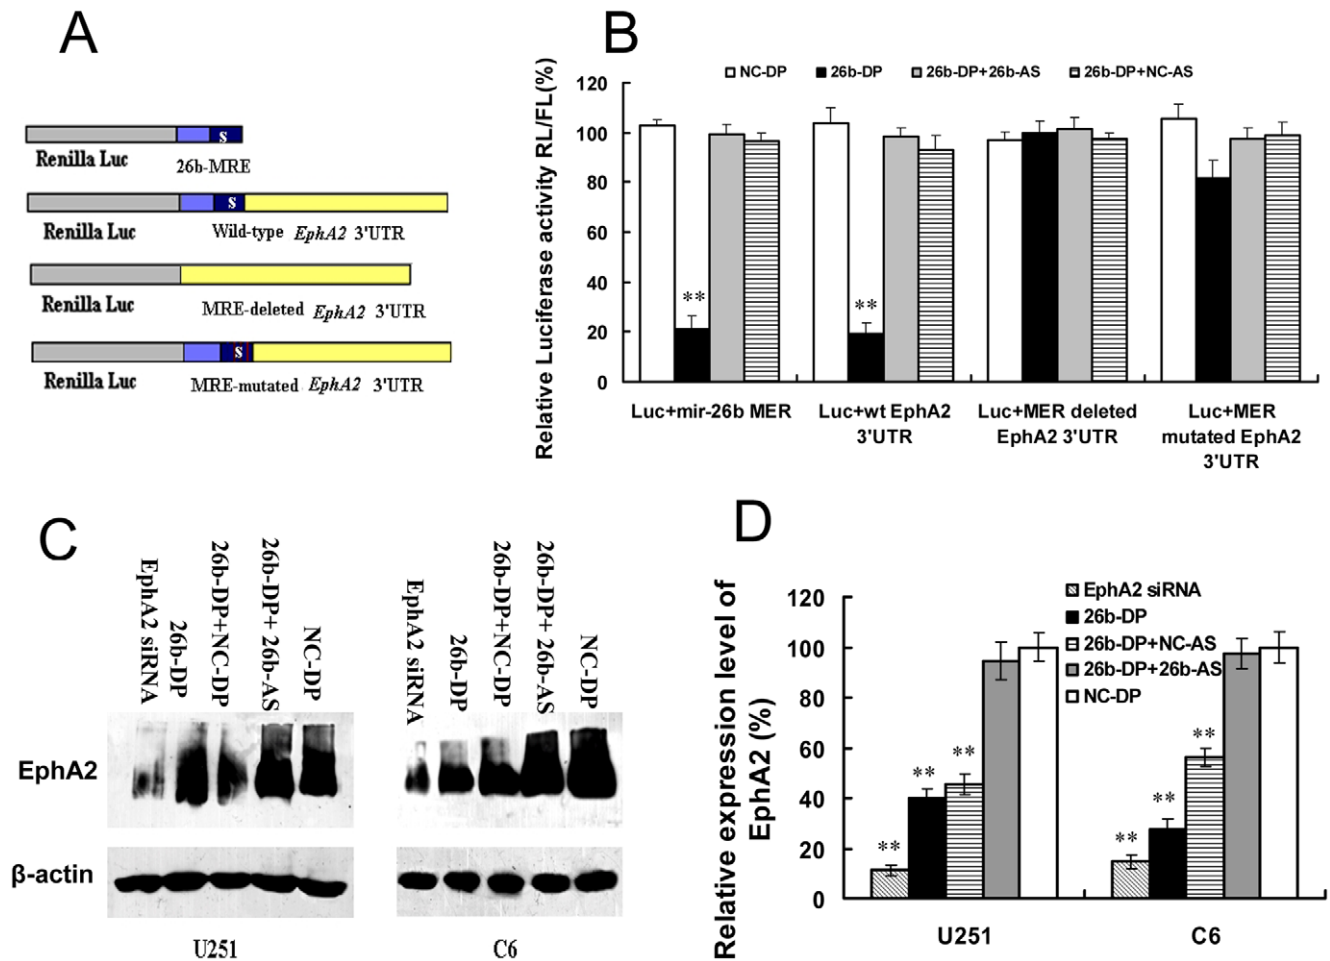 A
s
Renilla Luc
26b-MRE
s
Renilla Luc
Wild-type EphA2 3'UTR
Renilla Luc
MRE-deleted EphA2 3'UTR
s
Renilla Luc
MRE-mutated EphA2 3'UTR
B
Relative Luciferase activity RL/FL(%)
NC-DP 26b-DP 26b-DP+26b-AS 26b-DP+NC-AS
120
100
80
60
40
20
0
**
**
Luc+mir-26b MER
Luc+wt EphA2
3'UTR
Luc+MER deleted
EphA2 3'UTR
Luc+MER
mutated EphA2
3'UTR
C
EphA2 siRNA
26b-DP
26b-DP+NC-DP
26b-DP+ 26b-AS
NC-DP
EphA2 siRNA
26b-DP
26b-DP+NC-DP
26b-DP+ 26b-AS
NC-DP
EphA2
β-actin
U251
C6
D
Relative expression level of
EphA2 (%)
EphA2 siRNA
26b-DP
26b-DP+NC-AS
26b-DP+26b-AS
NC-DP
120
100
80
60
40
20
0
**
**
**
**
**
**
U251
C6